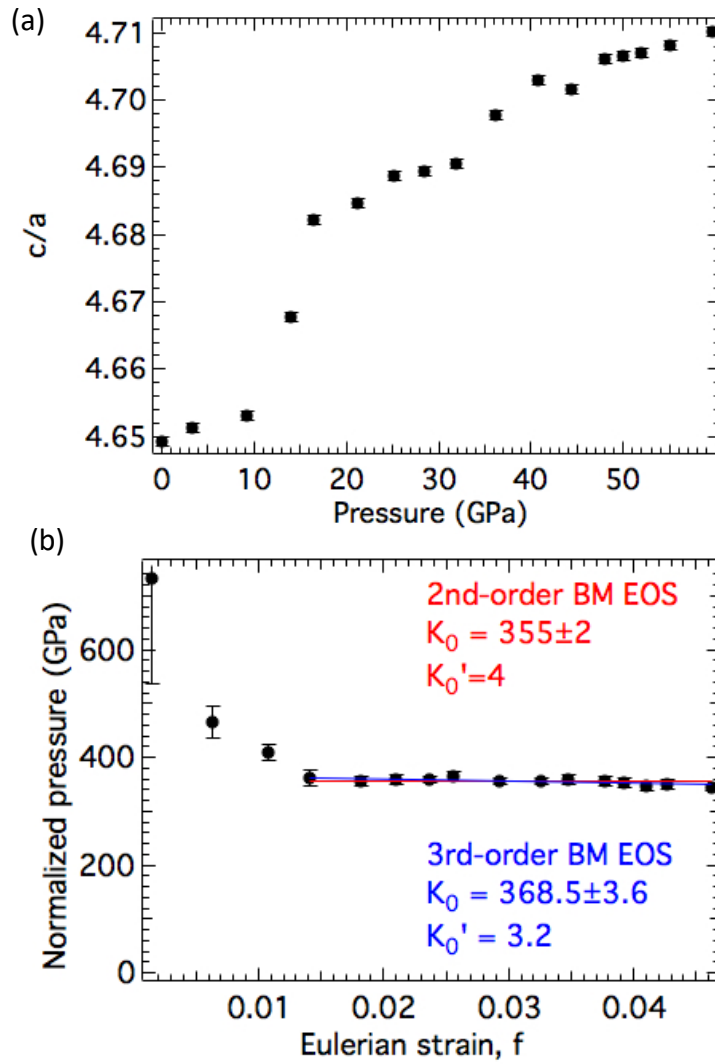 (a)
4.71
4.70
4.69
4.68
4.67
4.66
4.65
c/a
0 10 20 30 40 50
Pressure (GPa)
(b)
600
400
200
0
Normalized pressure (GPa)
2nd-order BM EOS
K₀ = 355±2
K₀'=4
3rd-order BM EOS
K₀ = 368.5±3.6
K₀' = 3.2
0.01 0.02 0.03 0.04
Eulerian strain, f